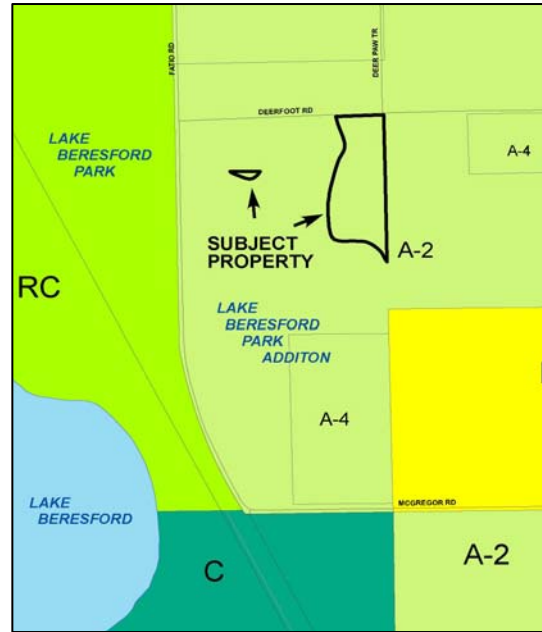 FATIO RD
DEER PAW TR
DEERFOOT RD
LAKE
BERESFORD
PARK
A-4
SUBJECT
PROPERTY
A-2
RC
LAKE
BERESFORD
PARK
ADDITON
A-4
LAKE
BERESFORD
MCGREGOR RD
C
A-2